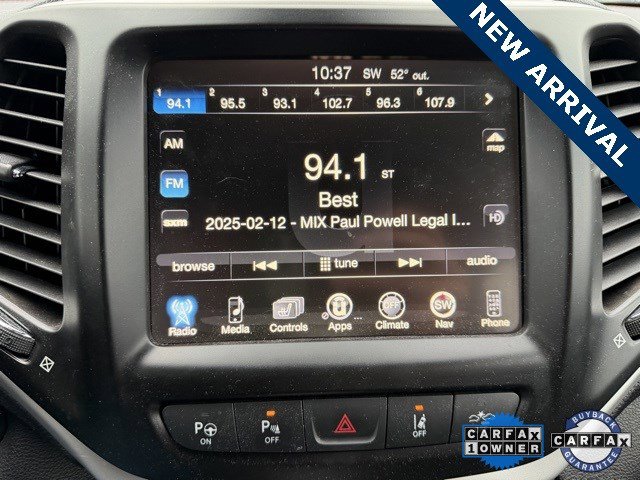 NEW ARRIVAL
10:37 SW 52° out.
1 2 3 4 5 6
94.1 95.5 93.1 102.7 96.3 107.9
AM
map
94.1 ST
FM
Best
sxm
2025-02-12 - MIX Paul Powell Legal I...
HD
browse tune audio
OFF SW
Radio Media Controls Apps Climate Nav Phone
P ON
P OFF
OFF
CARFAX
1 OWNER
BUYBACK
CARFAX
GUARANTEE